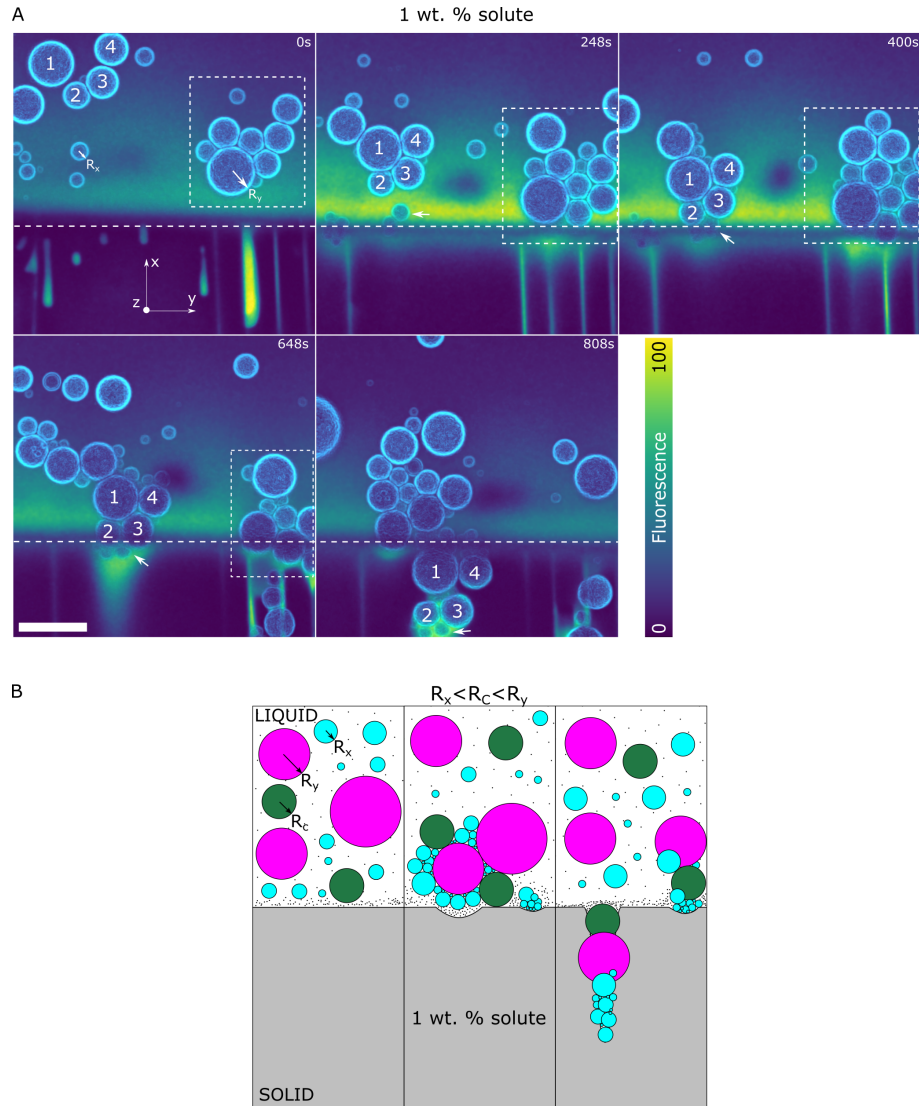 A
1 wt. % solute
0s
1
4
3
2
Rx
Ry
x
z
y
248s
1
4
3
2
400s
1
4
3
2
648s
1
4
2
3
808s
1
4
2
3
0
Fluorescence
100
B
Rx<RC<Ry
LIQUID
Rx
Ry
Rc
1 wt. % solute
SOLID